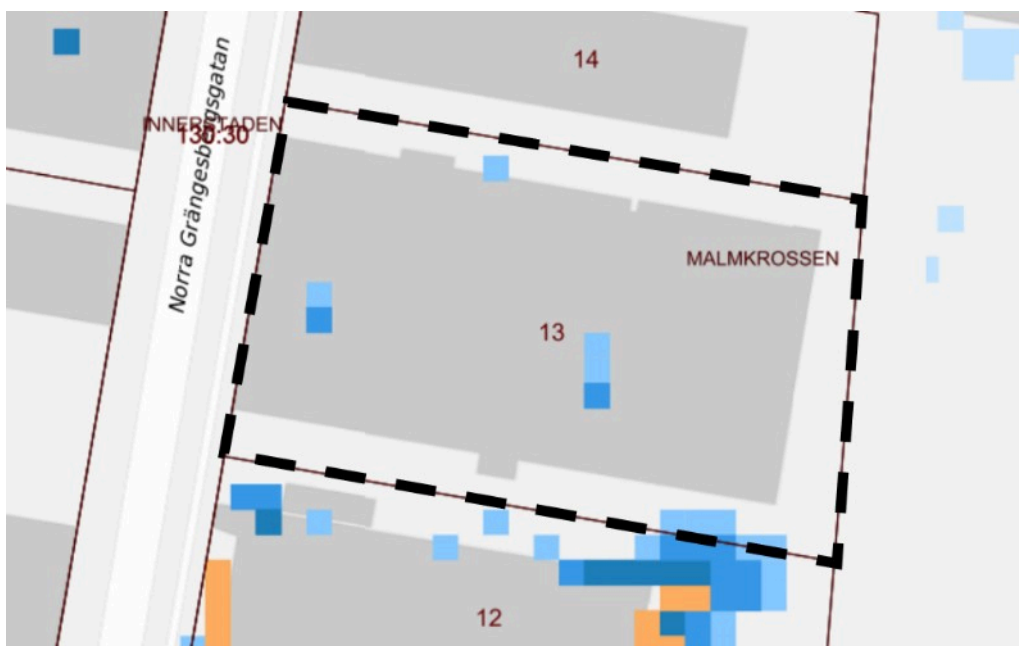 14
INNERSTADEN
130:30
Norra Grängesbergsgatan
MALMKROSSEN
13
12